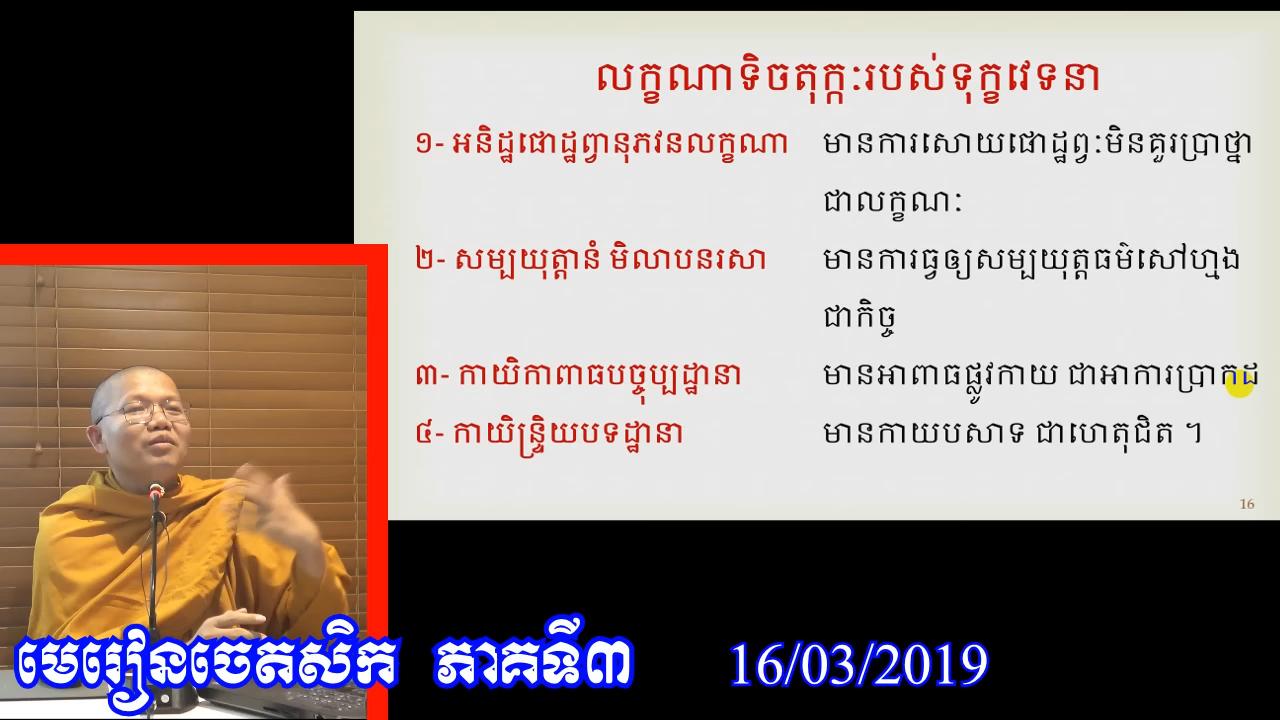 លក្ខណាទិចតុក្កៈរបស់ទុក្ខវេទនា
១- អនិដ្ឋផោដ្ឋព្វានុភវនលក្ខណា មានការសោយផោដ្ឋព្វៈមិនគួរប្រាថ្នា
ជាលក្ខណៈ
២- សម្បយុត្តានំ មិលាបនរសា មានការធ្វឲ្យសម្បយុត្តធម៌សៅហ្មង
ជាកិច្ច
៣- កាយិកាពាធបច្ចុប្បដ្ឋានា មានអាពាធផ្លូវកាយ ជាអាការប្រាកដ
៤- កាយិន្ទ្រិយបទដ្ឋានា មានកាយបសាទ ជាហេតុជិត ។
16
មេរៀនចេតសិក ភាគទី៣ 16/03/2019